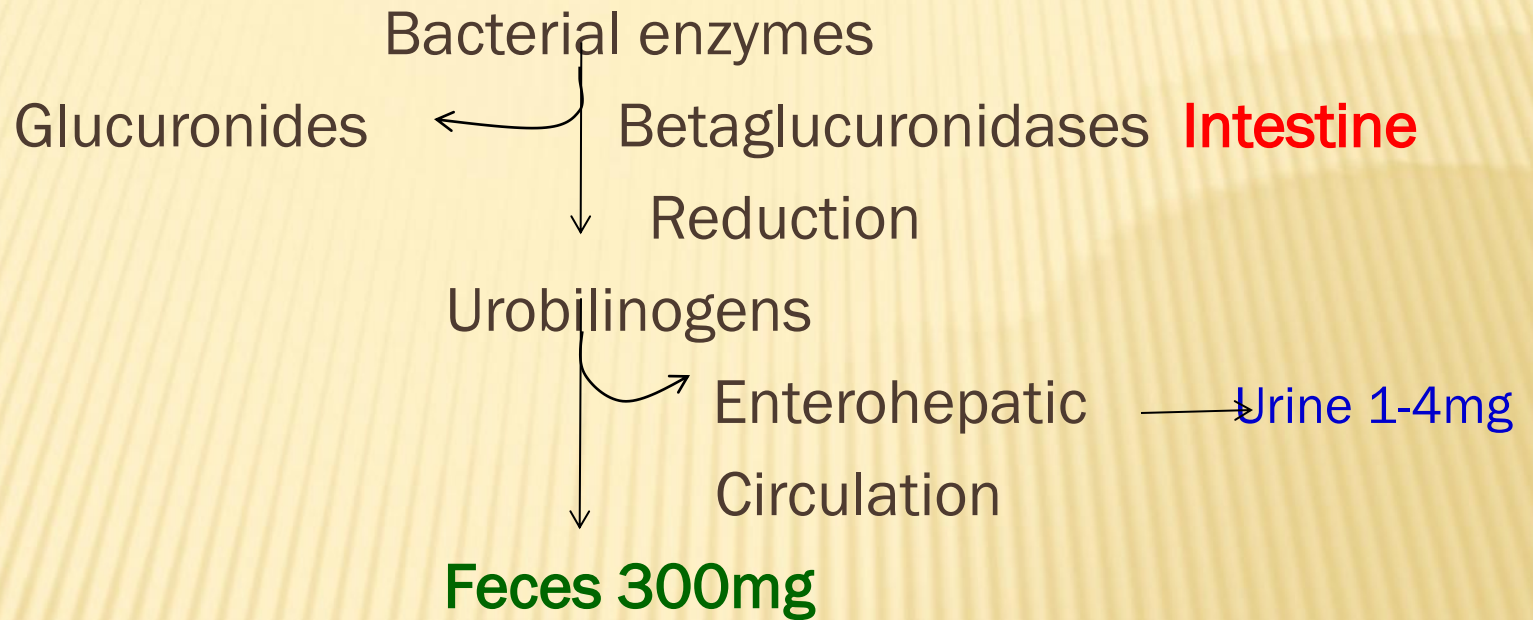 Bacterial enzymes
Glucuronides Betaglucuronidases Intestine
Reduction
Urobilinogens
Enterohepatic Urine 1-4mg
Circulation
Feces 300mg